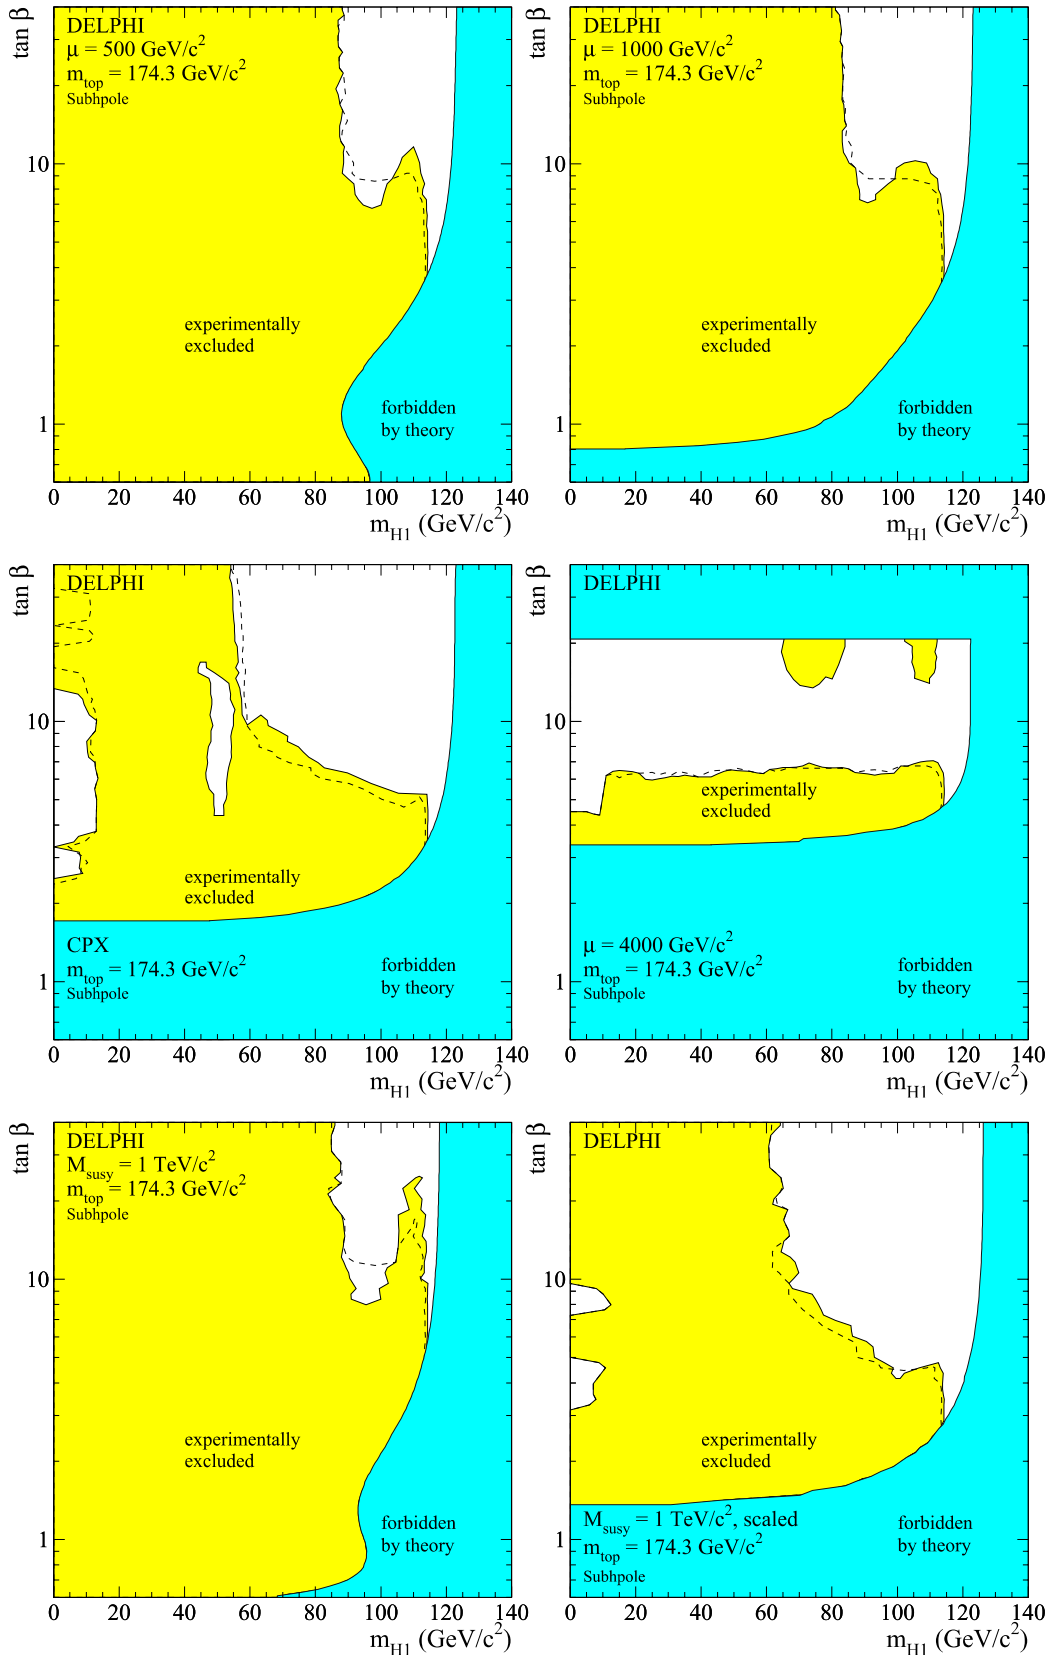 tan β
DELPHI
μ = 500 GeV/c²
m_top = 174.3 GeV/c²
Subhpole
10
1
experimentally
excluded
forbidden
by theory
0 20 40 60 80 100 120 140
m_H1 (GeV/c²)
tan β
DELPHI
μ = 1000 GeV/c²
m_top = 174.3 GeV/c²
Subhpole
10
1
experimentally
excluded
forbidden
by theory
0 20 40 60 80 100 120 140
m_H1 (GeV/c²)
tan β
DELPHI
10
experimentally
excluded
CPX
m_top = 174.3 GeV/c²
Subhpole
1
forbidden
by theory
0 20 40 60 80 100 120 140
m_H1 (GeV/c²)
tan β
DELPHI
10
experimentally
excluded
μ = 4000 GeV/c²
m_top = 174.3 GeV/c²
Subhpole
1
forbidden
by theory
0 20 40 60 80 100 120 140
m_H1 (GeV/c²)
tan β
DELPHI
M_susy = 1 TeV/c²
m_top = 174.3 GeV/c²
Subhpole
10
1
experimentally
excluded
forbidden
by theory
0 20 40 60 80 100 120 140
m_H1 (GeV/c²)
tan β
DELPHI
10
experimentally
excluded
M_susy = 1 TeV/c², scaled
m_top = 174.3 GeV/c²
Subhpole
1
forbidden
by theory
0 20 40 60 80 100 120 140
m_H1 (GeV/c²)